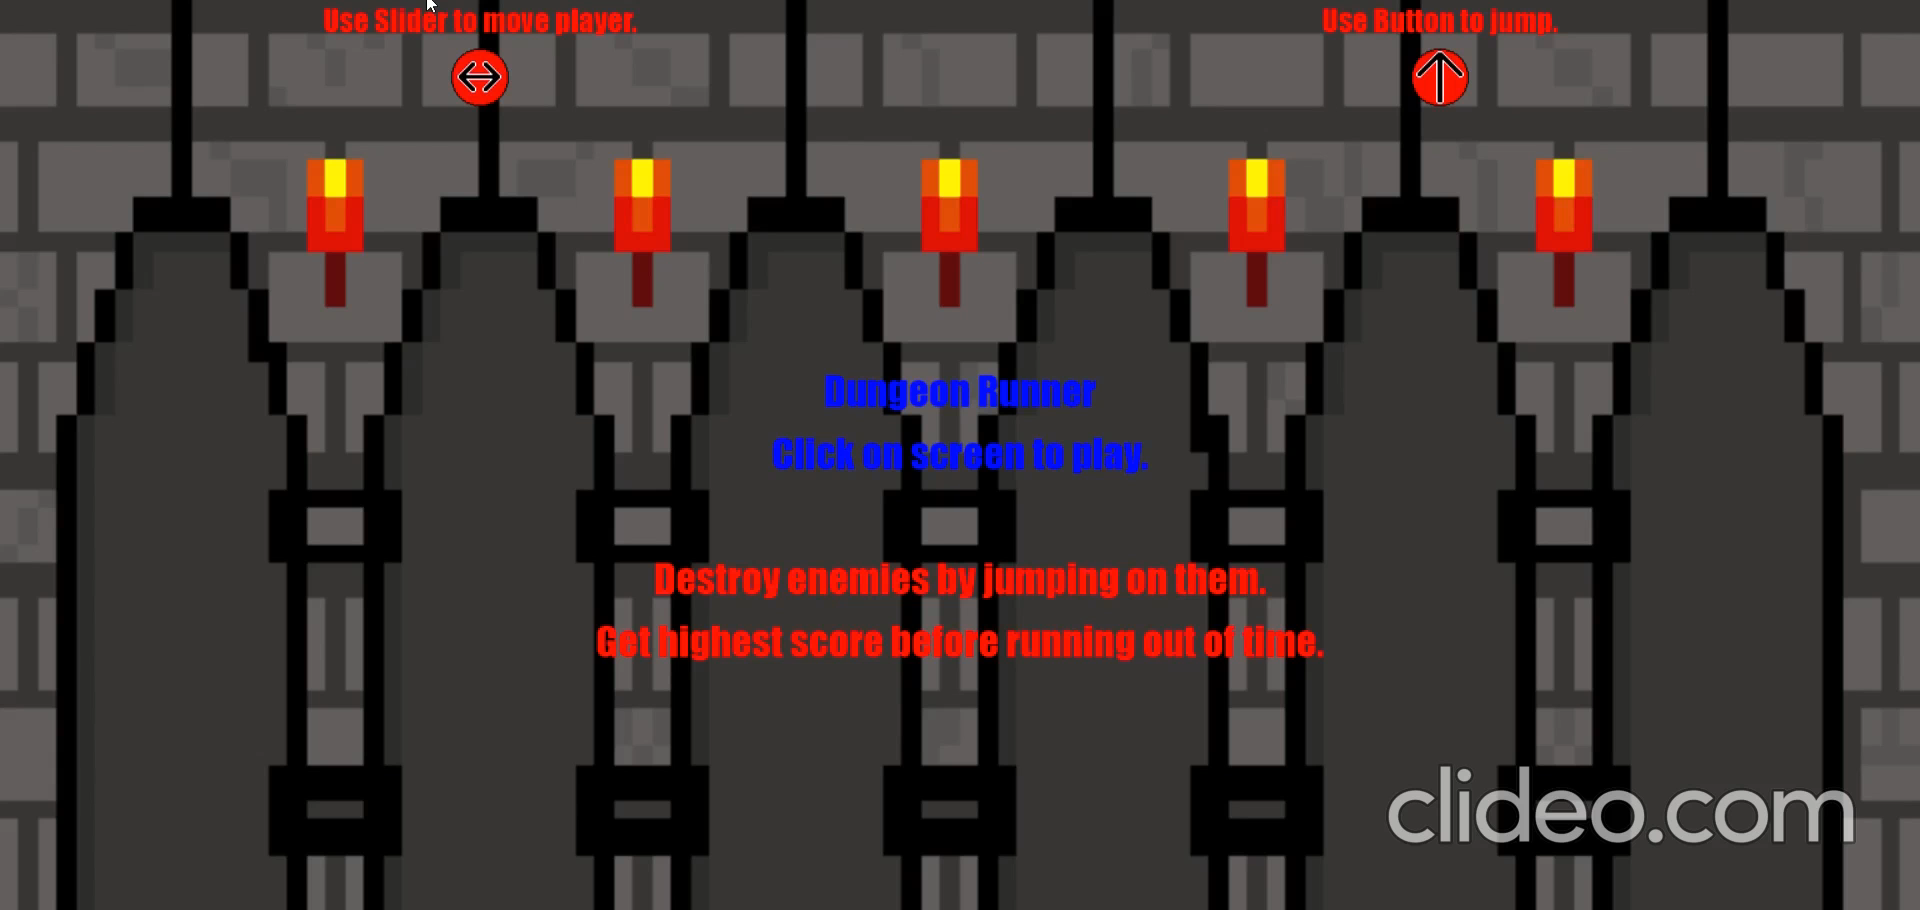 Use Slider to move player.
Use Button to jump.
Dungeon Runner
Click on screen to play.
Destroy enemies by jumping on them.
Get highest score before running out of time.
clideo.com